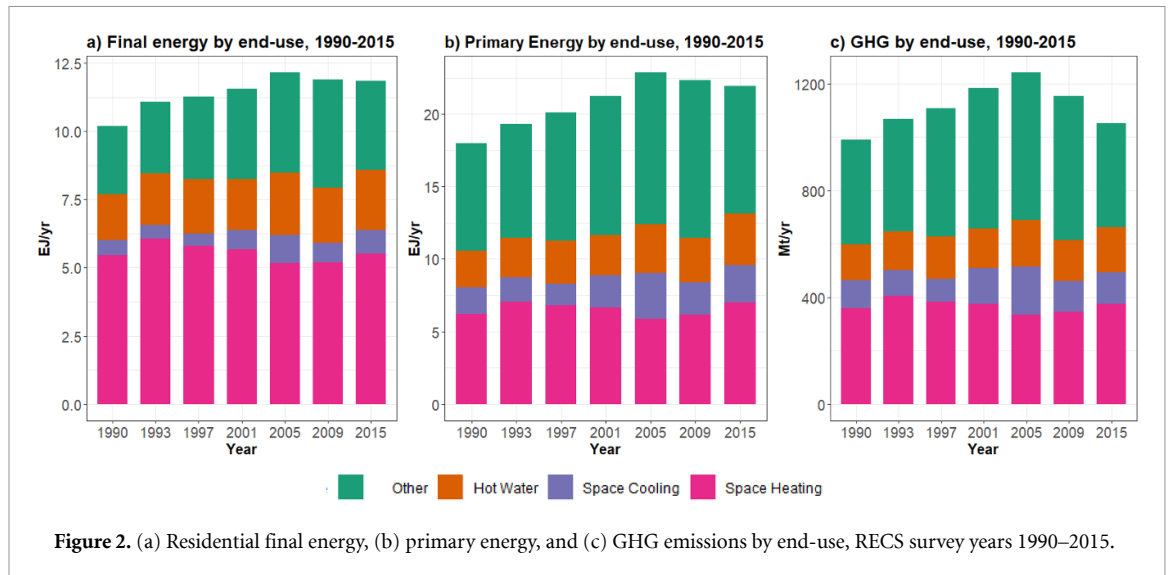 a) Final energy by end-use, 1990-2015
b) Primary Energy by end-use, 1990-2015
c) GHG by end-use, 1990-2015
EJ/yr
12.5
10.0
7.5
5.0
2.5
0.0
1990 1993 1997 2001 2005 2009 2015
Year
EJ/yr
20
15
10
5
0
1990 1993 1997 2001 2005 2009 2015
Year
Mt/yr
1200
800
400
0
1990 1993 1997 2001 2005 2009 2015
Year
Other Hot Water Space Cooling Space Heating
Figure 2. (a) Residential final energy, (b) primary energy, and (c) GHG emissions by end-use, RECS survey years 1990–2015.